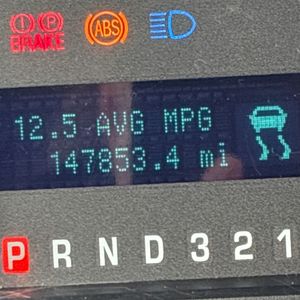 (!) (P) (ABS)
BRAKE
12.5 AVG MPG
147853.4 mi
P R N D 3 2 1